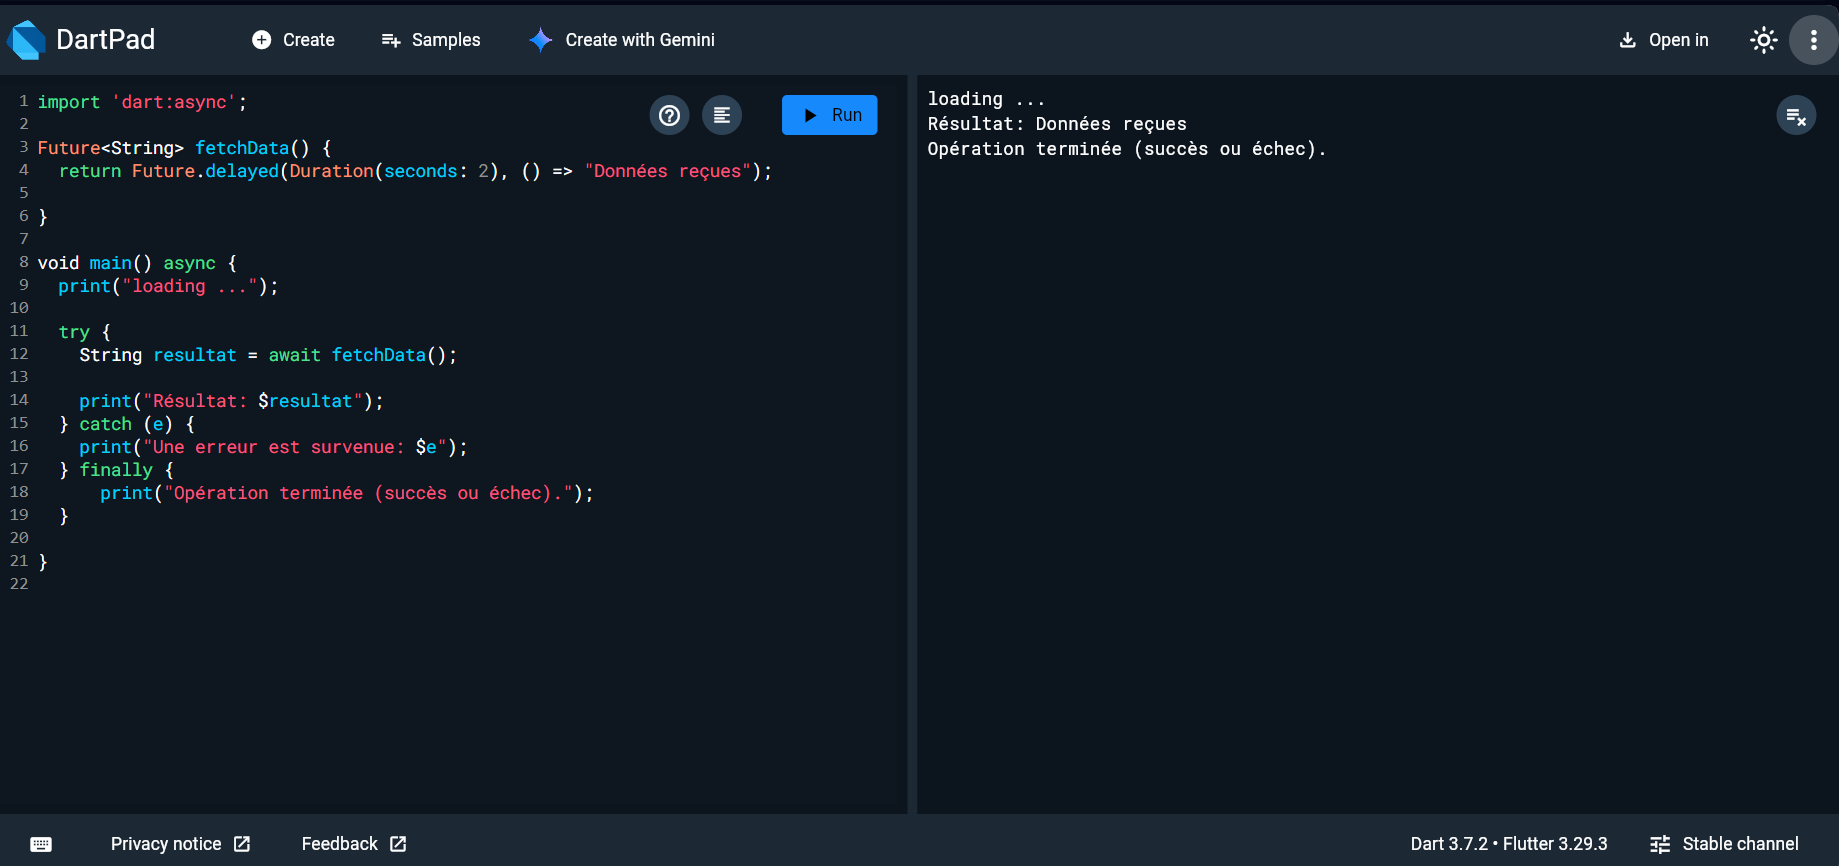 DartPad
Create
Samples
Create with Gemini
Open in
1 import 'dart:async';
2
3 Future<String> fetchData() {
4   return Future.delayed(Duration(seconds: 2), () => "Données reçues");
5
6 }
7
8 void main() async {
9   print("loading ...");
10
11   try {
12     String resultat = await fetchData();
13
14     print("Résultat: $resultat");
15   } catch (e) {
16     print("Une erreur est survenue: $e");
17   } finally {
18       print("Opération terminée (succès ou échec).");
19   }
20
21 }
22
Run
loading ...
Résultat: Données reçues
Opération terminée (succès ou échec).
Privacy notice
Feedback
Dart 3.7.2 • Flutter 3.29.3
Stable channel